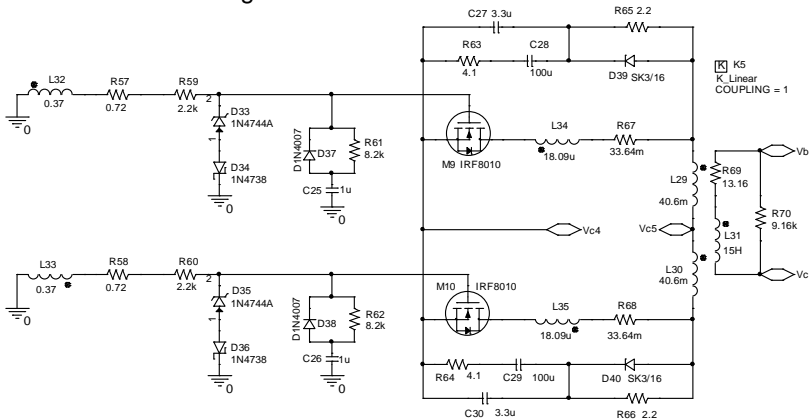 C27 3.3u
R65 2.2
R63
4.1
C28
100u
D39 SK3/16
K K5
K_Linear
COUPLING = 1
L32
0.37
R57
0.72
R59
2.2k
2
D33
1N4744A
1
D34
1N4738
0
0
D1N4007
D37
R61
8.2k
C25
1u
0
M9 IRF8010
L34
18.09u
R67
33.64m
L29
40.6m
R69
13.16
Vb
R70
9.16k
L31
15H
Vc4
Vc5
Vc
L30
40.6m
L33
0.37
R58
0.72
R60
2.2k
2
D35
1N4744A
1
D36
1N4738
0
0
D1N4007
D38
R62
8.2k
C26
1u
0
M10 IRF8010
L35
18.09u
R68
33.64m
R64
4.1
C29
100u
D40 SK3/16
C30 3.3u
R66 2.2